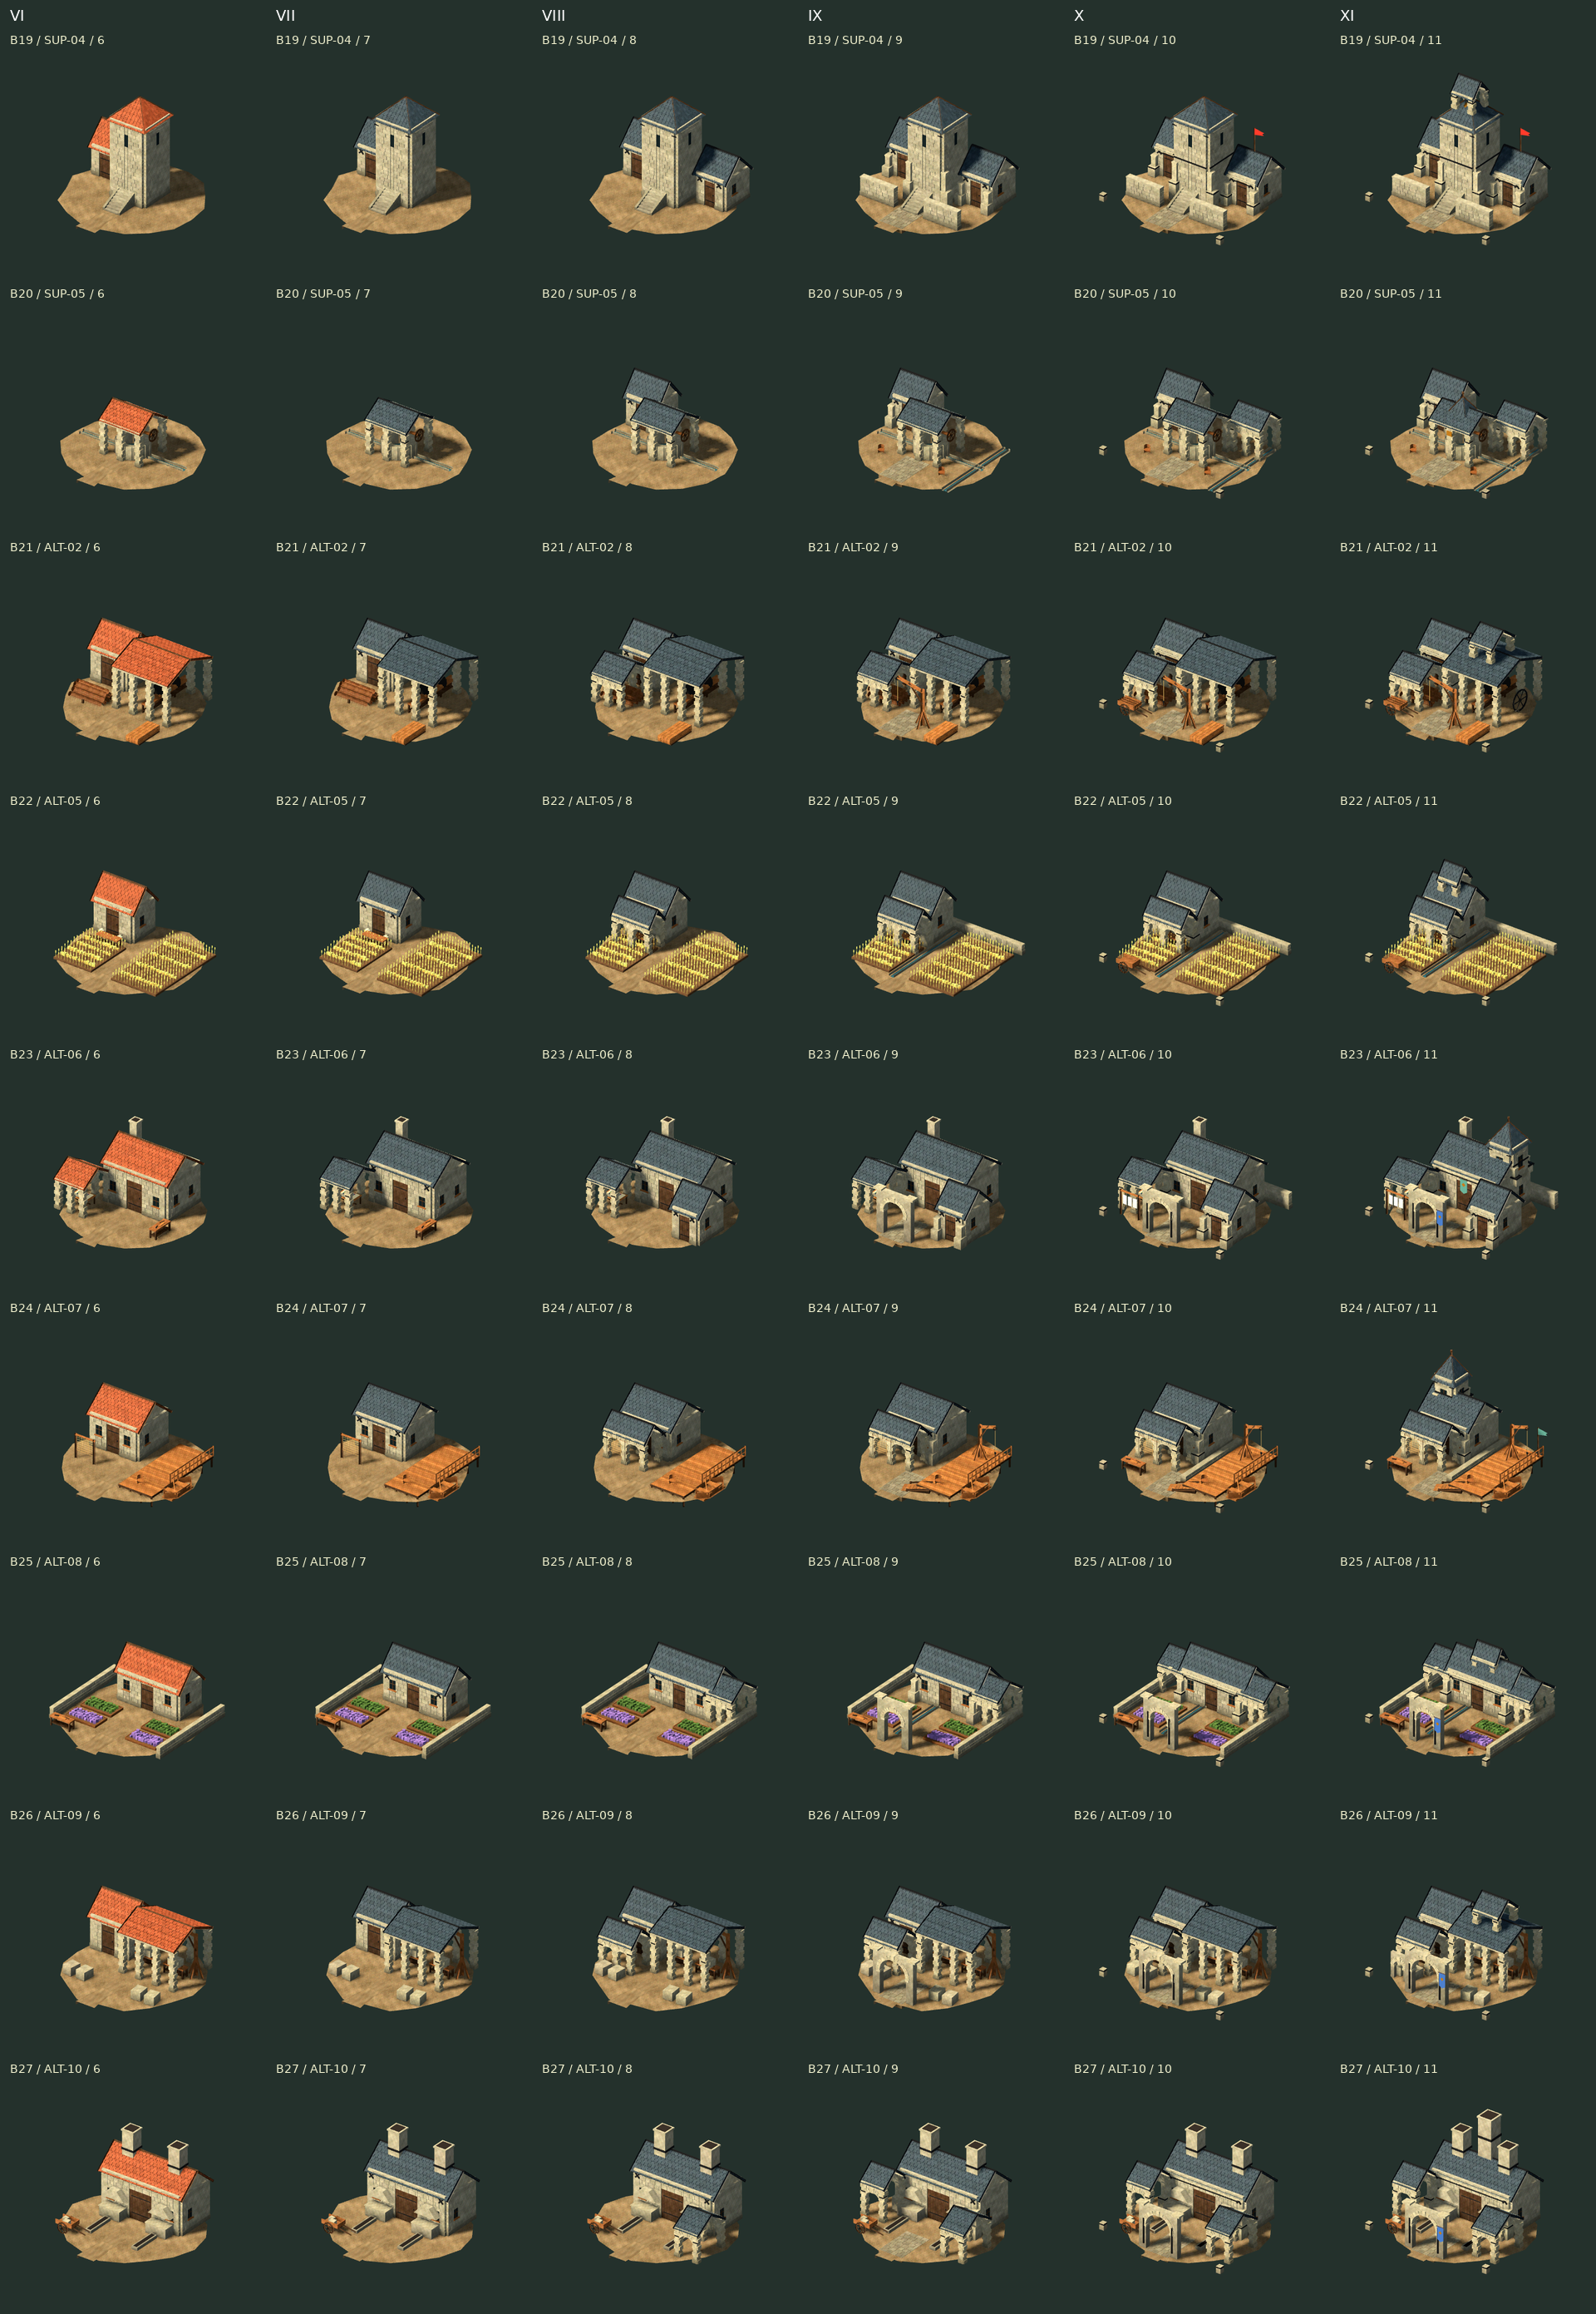 VI VII VIII IX X XI
B19 / SUP-04 / 6 B19 / SUP-04 / 7 B19 / SUP-04 / 8 B19 / SUP-04 / 9 B19 / SUP-04 / 10 B19 / SUP-04 / 11
B20 / SUP-05 / 6 B20 / SUP-05 / 7 B20 / SUP-05 / 8 B20 / SUP-05 / 9 B20 / SUP-05 / 10 B20 / SUP-05 / 11
B21 / ALT-02 / 6 B21 / ALT-02 / 7 B21 / ALT-02 / 8 B21 / ALT-02 / 9 B21 / ALT-02 / 10 B21 / ALT-02 / 11
B22 / ALT-05 / 6 B22 / ALT-05 / 7 B22 / ALT-05 / 8 B22 / ALT-05 / 9 B22 / ALT-05 / 10 B22 / ALT-05 / 11
B23 / ALT-06 / 6 B23 / ALT-06 / 7 B23 / ALT-06 / 8 B23 / ALT-06 / 9 B23 / ALT-06 / 10 B23 / ALT-06 / 11
B24 / ALT-07 / 6 B24 / ALT-07 / 7 B24 / ALT-07 / 8 B24 / ALT-07 / 9 B24 / ALT-07 / 10 B24 / ALT-07 / 11
B25 / ALT-08 / 6 B25 / ALT-08 / 7 B25 / ALT-08 / 8 B25 / ALT-08 / 9 B25 / ALT-08 / 10 B25 / ALT-08 / 11
B26 / ALT-09 / 6 B26 / ALT-09 / 7 B26 / ALT-09 / 8 B26 / ALT-09 / 9 B26 / ALT-09 / 10 B26 / ALT-09 / 11
B27 / ALT-10 / 6 B27 / ALT-10 / 7 B27 / ALT-10 / 8 B27 / ALT-10 / 9 B27 / ALT-10 / 10 B27 / ALT-10 / 11